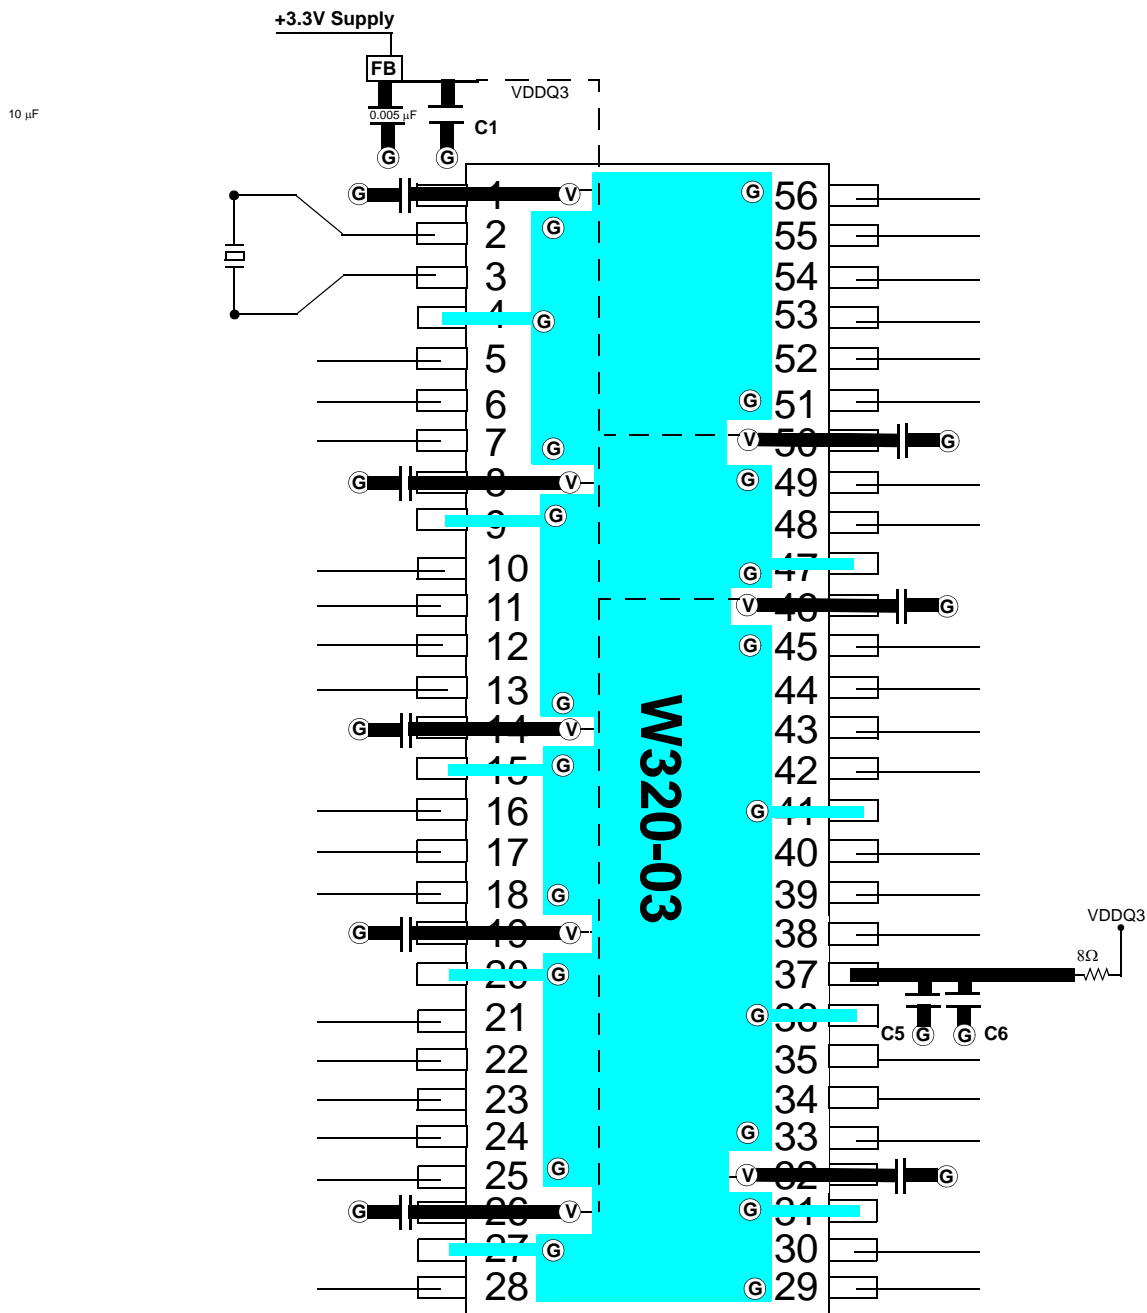 +3.3V Supply
FB
VDDQ3
10 µF
0.005 µF
C1
G G
G 1 V G 56
2 G 55
3 54
4 G 53
5 52
6 G 51
7 G V 50 G
G 8 V G 49
9 G 48
10 G 47
11 V 46 G
12 G 45
13 G 44
G 14 V 43
15 G 42
16 G 41
17 40
18 G 39
G 19 V 38
W320-03
VDDQ3
8Ω
20 G 37
21 G 36 C5 G G C6
22 35
23 34
24 G 33
25 G V 32 G
G 26 V G 31
27 G 30
28 G 29